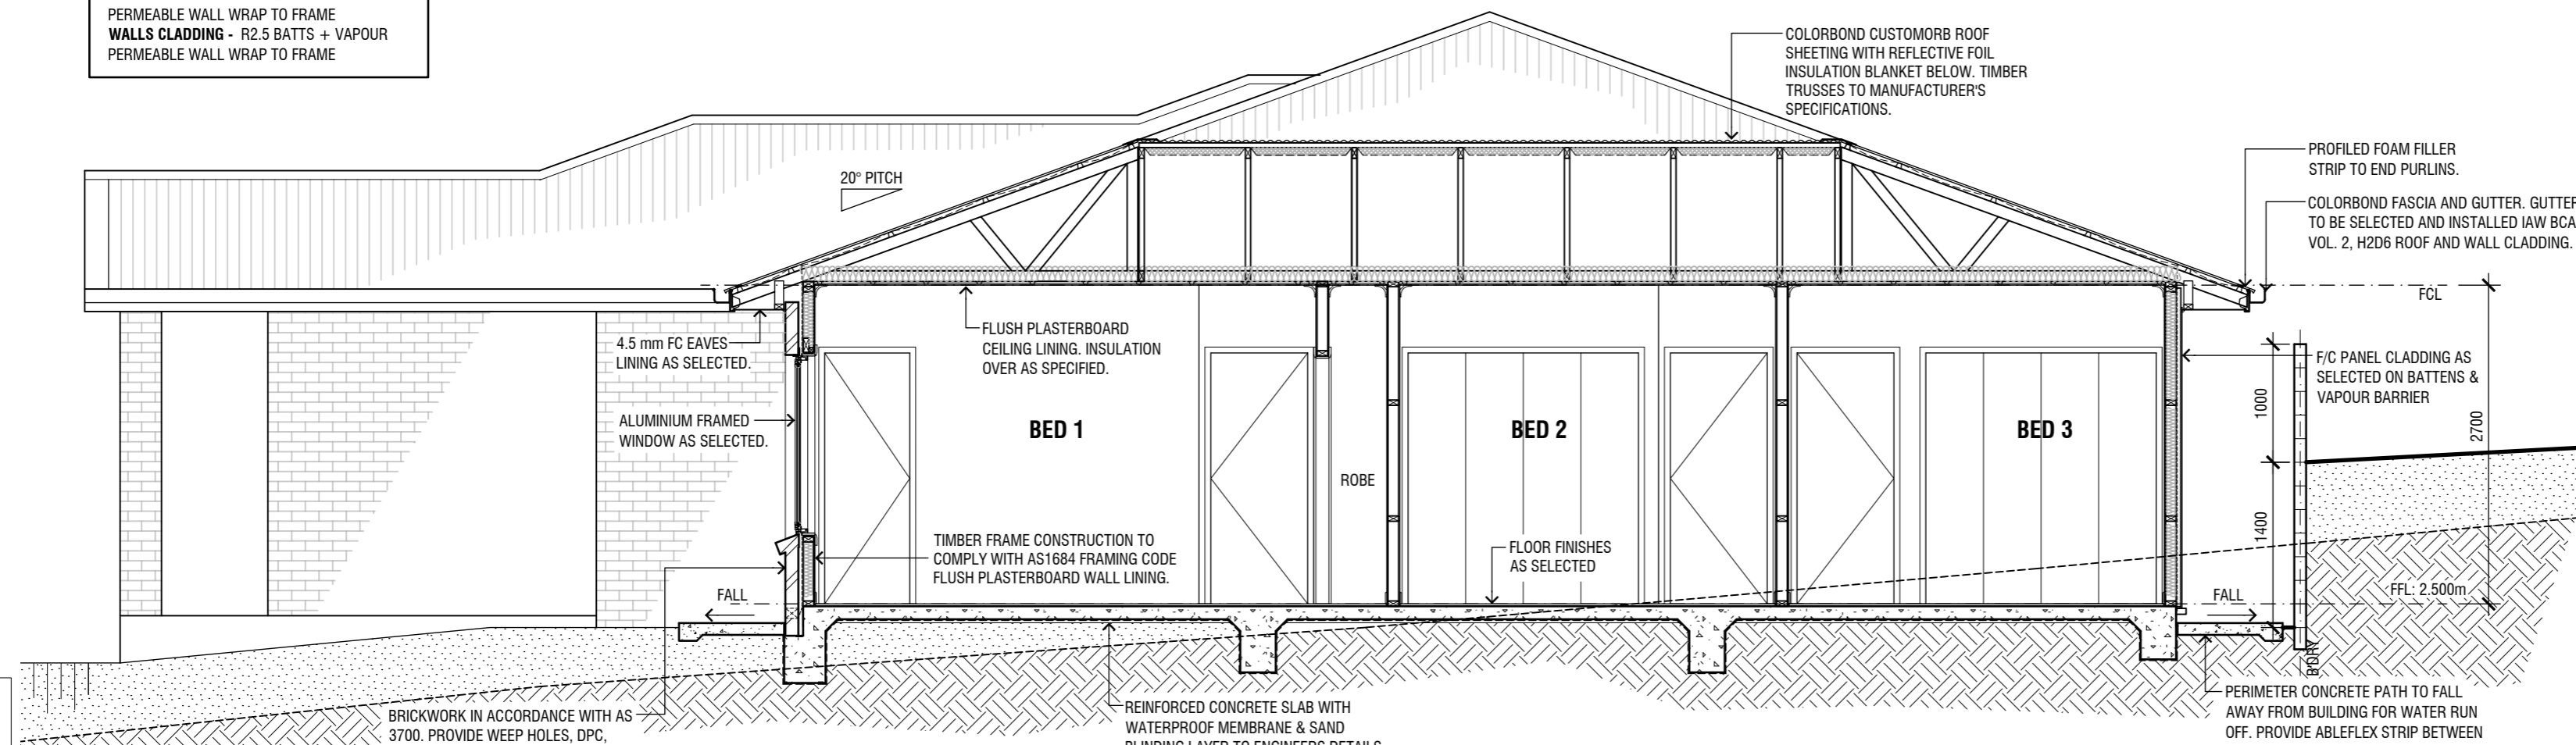 PERMEABLE WALL WRAP TO FRAME
WALLS CLADDING - R2.5 BATTS + VAPOUR
PERMEABLE WALL WRAP TO FRAME
COLORBOND CUSTOMORB ROOF
SHEETING WITH REFLECTIVE FOIL
INSULATION BLANKET BELOW. TIMBER
TRUSSES TO MANUFACTURER'S
SPECIFICATIONS.
PROFILED FOAM FILLER
STRIP TO END PURLINS.
20° PITCH
COLORBOND FASCIA AND GUTTER. GUTTER
TO BE SELECTED AND INSTALLED IAW BCA
VOL. 2, H2D6 ROOF AND WALL CLADDING.
FCL
4.5 mm FC EAVES
LINING AS SELECTED.
FLUSH PLASTERBOARD
CEILING LINING. INSULATION
OVER AS SPECIFIED.
F/C PANEL CLADDING AS
SELECTED ON BATTENS &
VAPOUR BARRIER
1000
2700
ALUMINIUM FRAMED
WINDOW AS SELECTED.
BED 1
BED 2
BED 3
ROBE
1400
TIMBER FRAME CONSTRUCTION TO
COMPLY WITH AS1684 FRAMING CODE
FLUSH PLASTERBOARD WALL LINING.
FLOOR FINISHES
AS SELECTED
FALL
FALL
FFL: 2.500m
B'DRY
BRICKWORK IN ACCORDANCE WITH AS
3700. PROVIDE WEEP HOLES, DPC,
REINFORCED CONCRETE SLAB WITH
WATERPROOF MEMBRANE & SAND
BLINDING LAYER TO ENGINEERS DETAILS
PERIMETER CONCRETE PATH TO FALL
AWAY FROM BUILDING FOR WATER RUN
OFF. PROVIDE ABLEFLEX STRIP BETWEEN